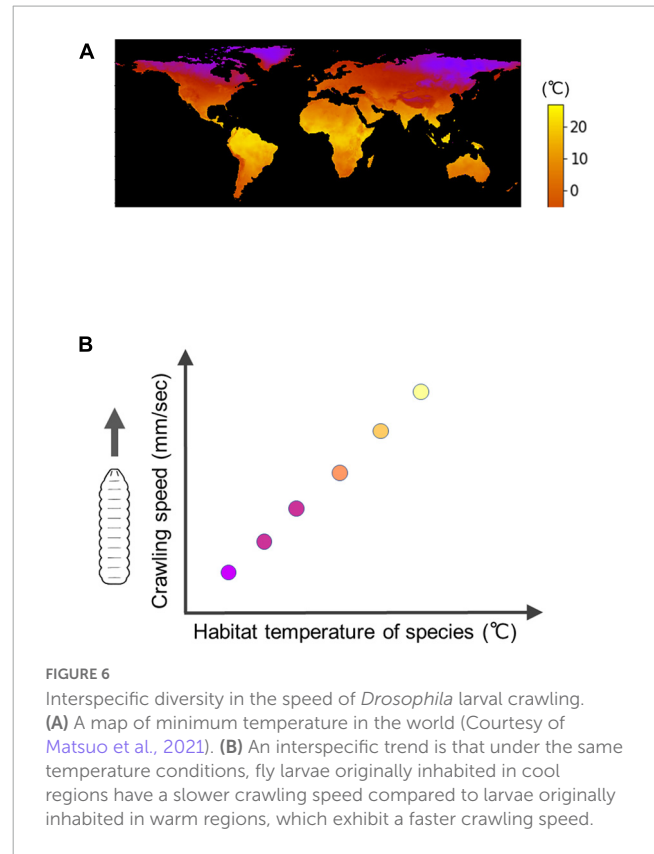 A
(℃)
20
10
0
B
Crawling speed (mm/sec)
Habitat temperature of species (℃)
FIGURE 6
Interspecific diversity in the speed of Drosophila larval crawling.
(A) A map of minimum temperature in the world (Courtesy of
Matsuo et al., 2021). (B) An interspecific trend is that under the same
temperature conditions, fly larvae originally inhabited in cool
regions have a slower crawling speed compared to larvae originally
inhabited in warm regions, which exhibit a faster crawling speed.